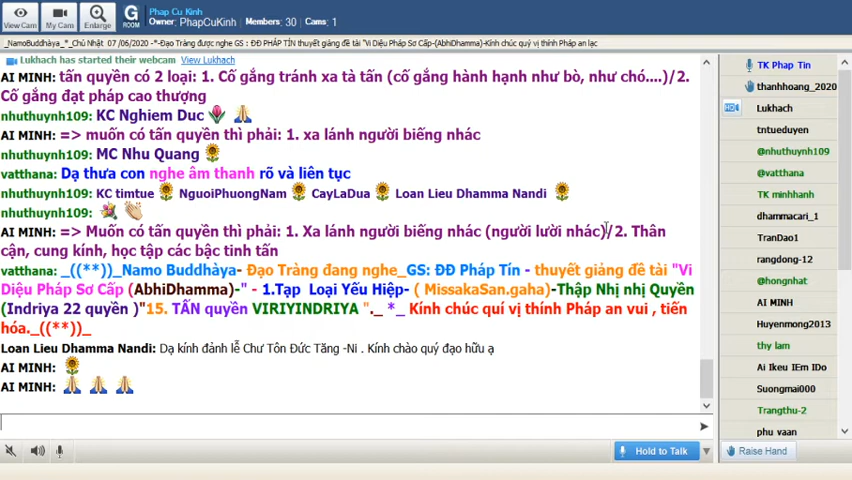 View Cam
My Cam
Enlarge
G
ROOM
Phap Cu Kinh
Owner: PhapCuKinh Members: 30 Cams: 1
_NamoBuddhàya_*_Chủ Nhật 07 /06/2020 -*-Đạo Tràng được nghe GS : ĐĐ PHÁP TÍN thuyết giảng đề tài "Vi Diệu Pháp Sơ Cấp-(AbhiDhamma)-Kính chúc quý vị thính Pháp an lạc
Lukhach has started their webcam View Lukhach
AI MINH: tấn quyền có 2 loại: 1. Cố gắng tránh xa tà tấn (cố gắng hành hạnh như bò, như chó....)/2.
Cố gắng đạt pháp cao thượng
nhuthuynh109: KC Nghiem Duc
AI MINH: => muốn có tấn quyền thì phải: 1. xa lánh người biếng nhác
nhuthuynh109: MC Nhu Quang
vatthana: Dạ thưa con nghe âm thanh rõ và liên tục
nhuthuynh109: KC timtue NguoiPhuongNam CayLaDua Loan Lieu Dhamma Nandi
nhuthuynh109:
AI MINH: => Muốn có tấn quyền thì phải: 1. Xa lánh người biếng nhác (người lười nhác)/2. Thân
cận, cung kính, học tập các bậc tinh tấn
vatthana: _((**))_Namo Buddhàya- Đạo Tràng đang nghe_GS: ĐĐ Pháp Tín - thuyết giảng đề tài "Vi
Diệu Pháp Sơ Cấp (AbhiDhamma)-" - 1.Tạp Loại Yếu Hiệp- ( MissakaSan.gaha)-Thập Nhị nhị Quyền
(Indriya 22 quyền )"15. TẤN quyền VIRIYINDRIYA "._ *_ Kính chúc quí vị thính Pháp an vui , tiến
hóa._((**))_
Loan Lieu Dhamma Nandi: Dạ kính đảnh lễ Chư Tôn Đức Tăng -Ni . Kính chào quý đạo hữu ạ
AI MINH:
AI MINH:
Hold to Talk
TK Phap Tin
thanhhoang_2020
HD
Lukhach
tntueduyen
@nhuthuynh109
@vatthana
TK minhhanh
dhammacari_1
TranDao1
rangdong-12
@hongnhat
AI MINH
Huyenmong2013
thy lam
Ai Ikeu IEm IDo
Suongmai000
Trangthu-2
phu vaan
Raise Hand